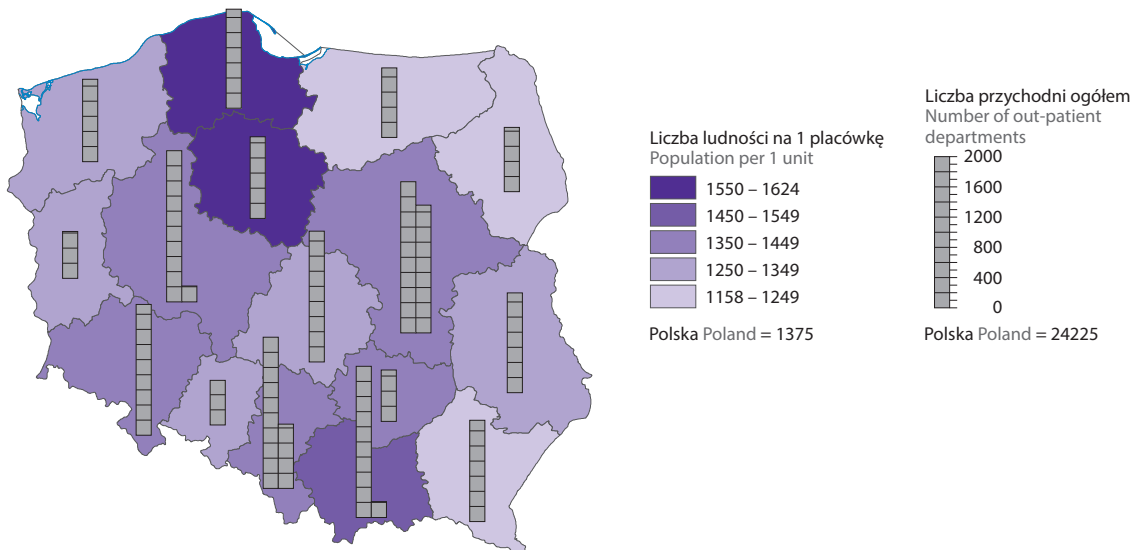 Liczba ludności na 1 placówkę
Population per 1 unit
1550 – 1624
1450 – 1549
1350 – 1449
1250 – 1349
1158 – 1249
Polska Poland = 1375
Liczba przychodni ogółem
Number of out-patient
departments
2000
1600
1200
800
400
0
Polska Poland = 24225